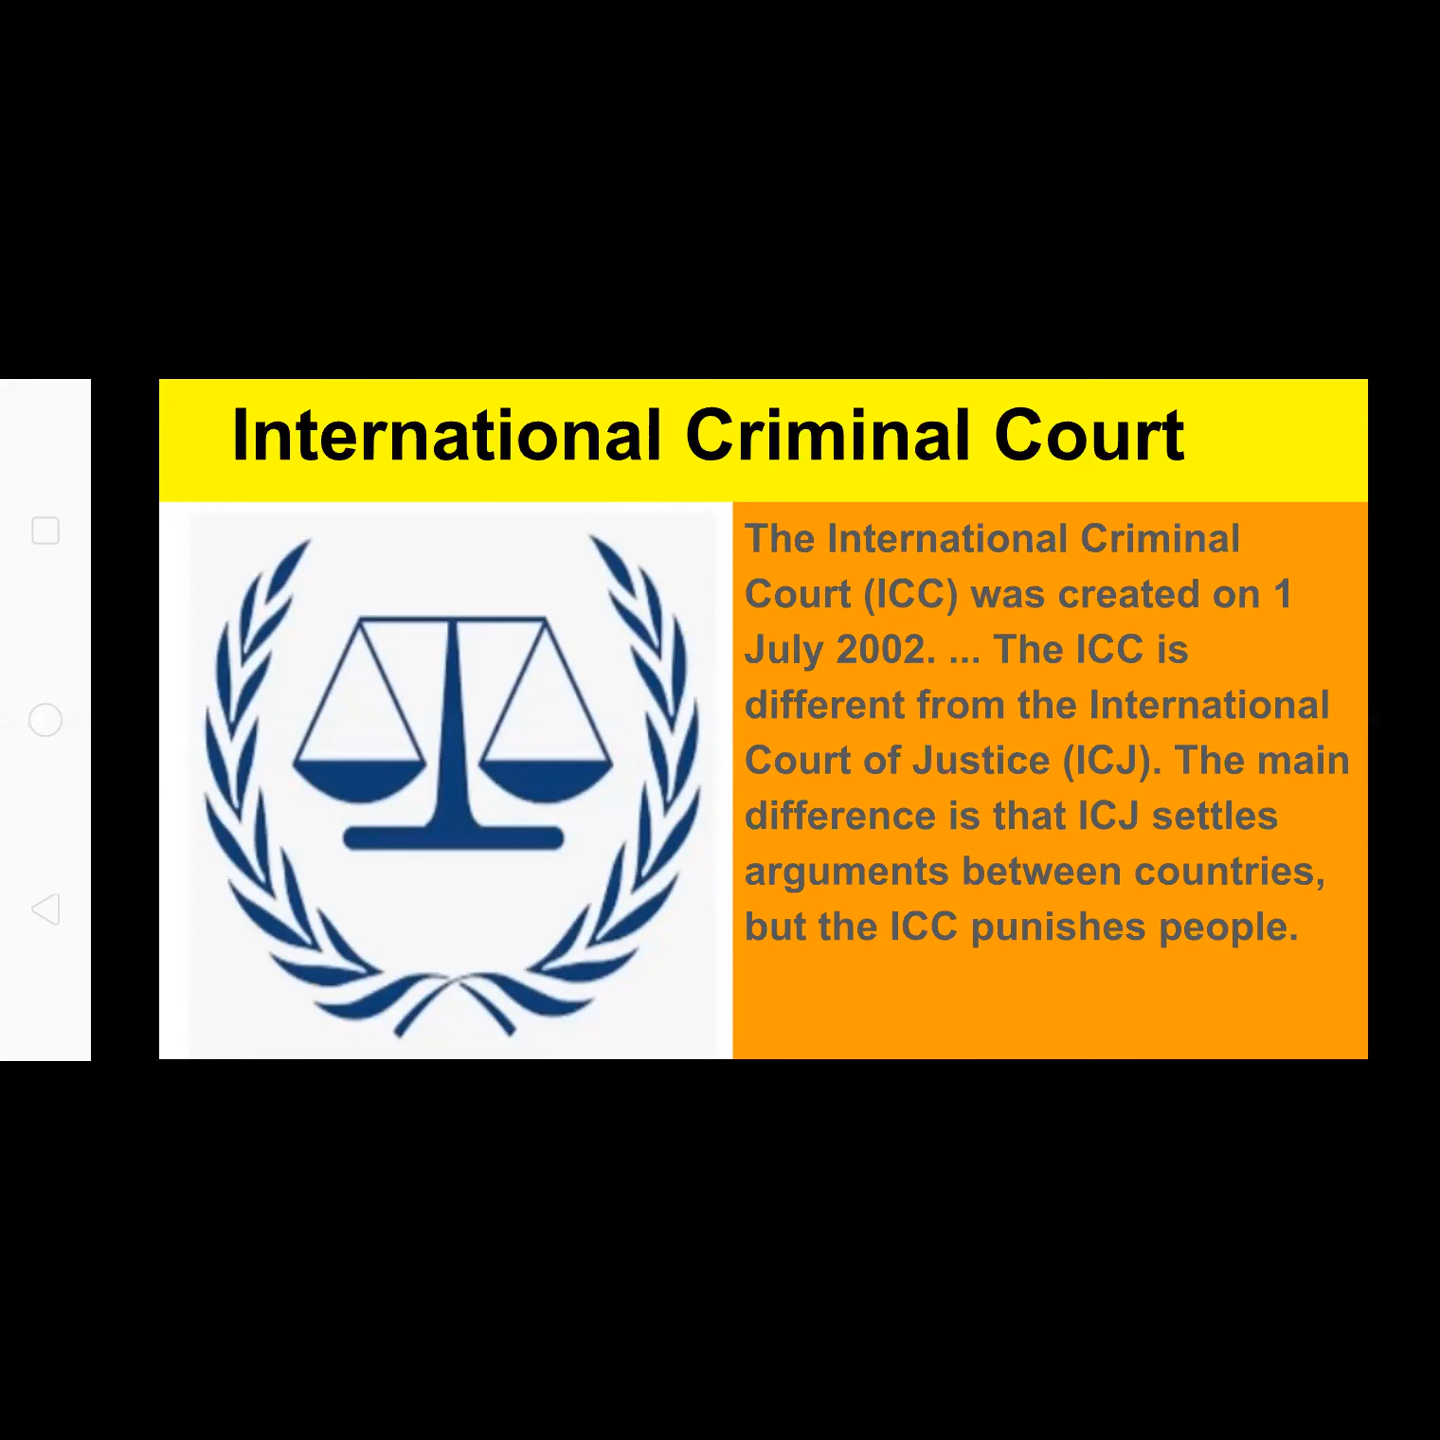 International Criminal Court
The International Criminal
Court (ICC) was created on 1
July 2002. ... The ICC is
different from the International
Court of Justice (ICJ). The main
difference is that ICJ settles
arguments between countries,
but the ICC punishes people.